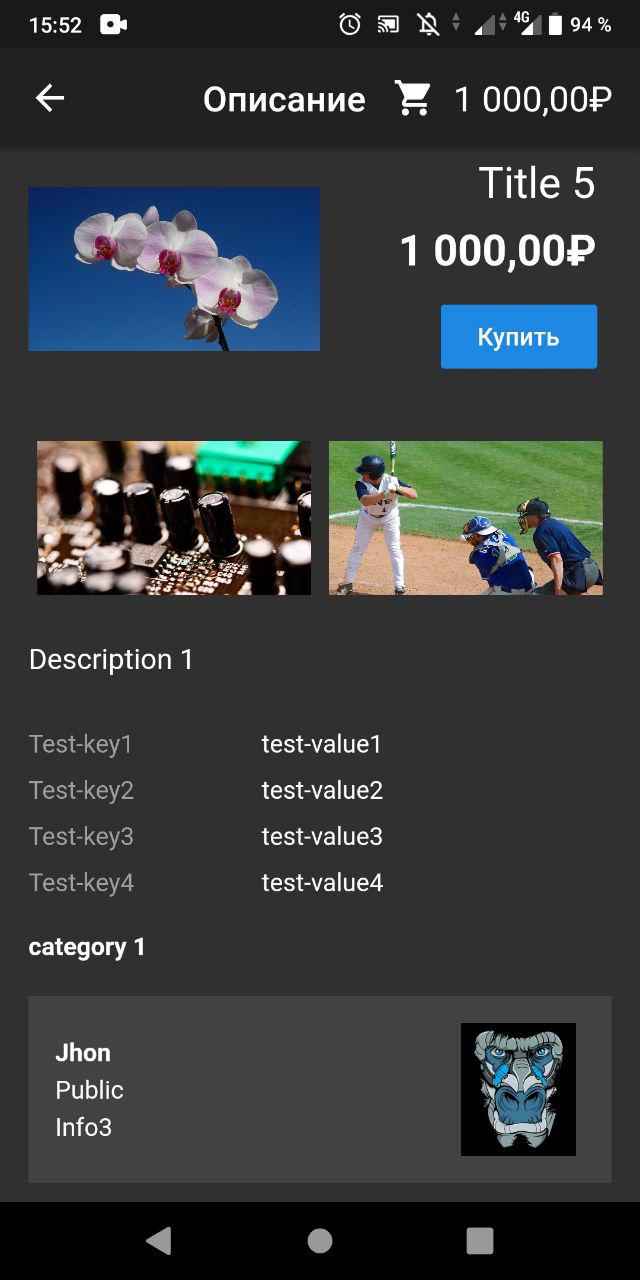 15:52
4G
94 %
Описание
1 000,00₽
Title 5
1 000,00₽
Купить
Description 1
Test-key1 test-value1
Test-key2 test-value2
Test-key3 test-value3
Test-key4 test-value4
category 1
Jhon
Public
Info3